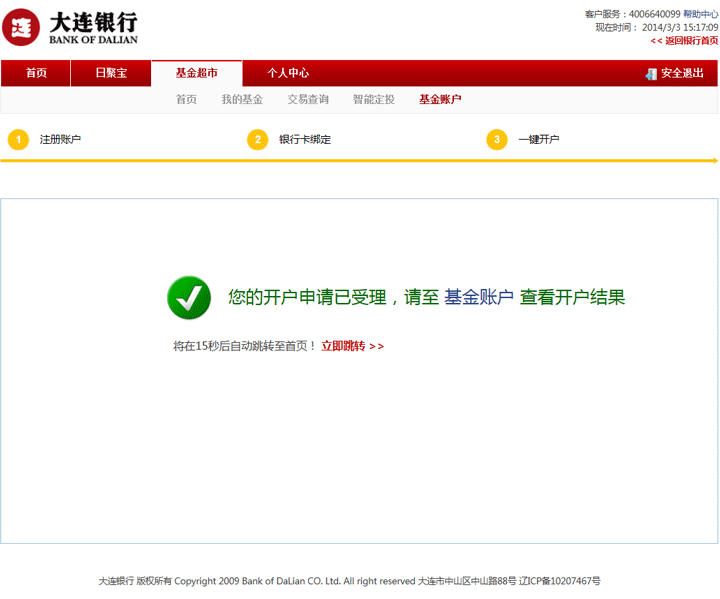 大连银行
BANK OF DALIAN
客户服务：4006640099 帮助中心
现在时间： 2014/3/3 15:17:09
<< 返回银行首页
首页 日聚宝 基金超市 个人中心 安全退出
首页 我的基金 交易查询 智能定投 基金账户
1 注册账户 2 银行卡绑定 3 一键开户
您的开户申请已受理，请至 基金账户 查看开户结果
将在15秒后自动跳转至首页！ 立即跳转 >>
大连银行 版权所有 Copyright 2009 Bank of DaLian CO. Ltd. All right reserved 大连市中山区中山路88号 辽ICP备10207467号